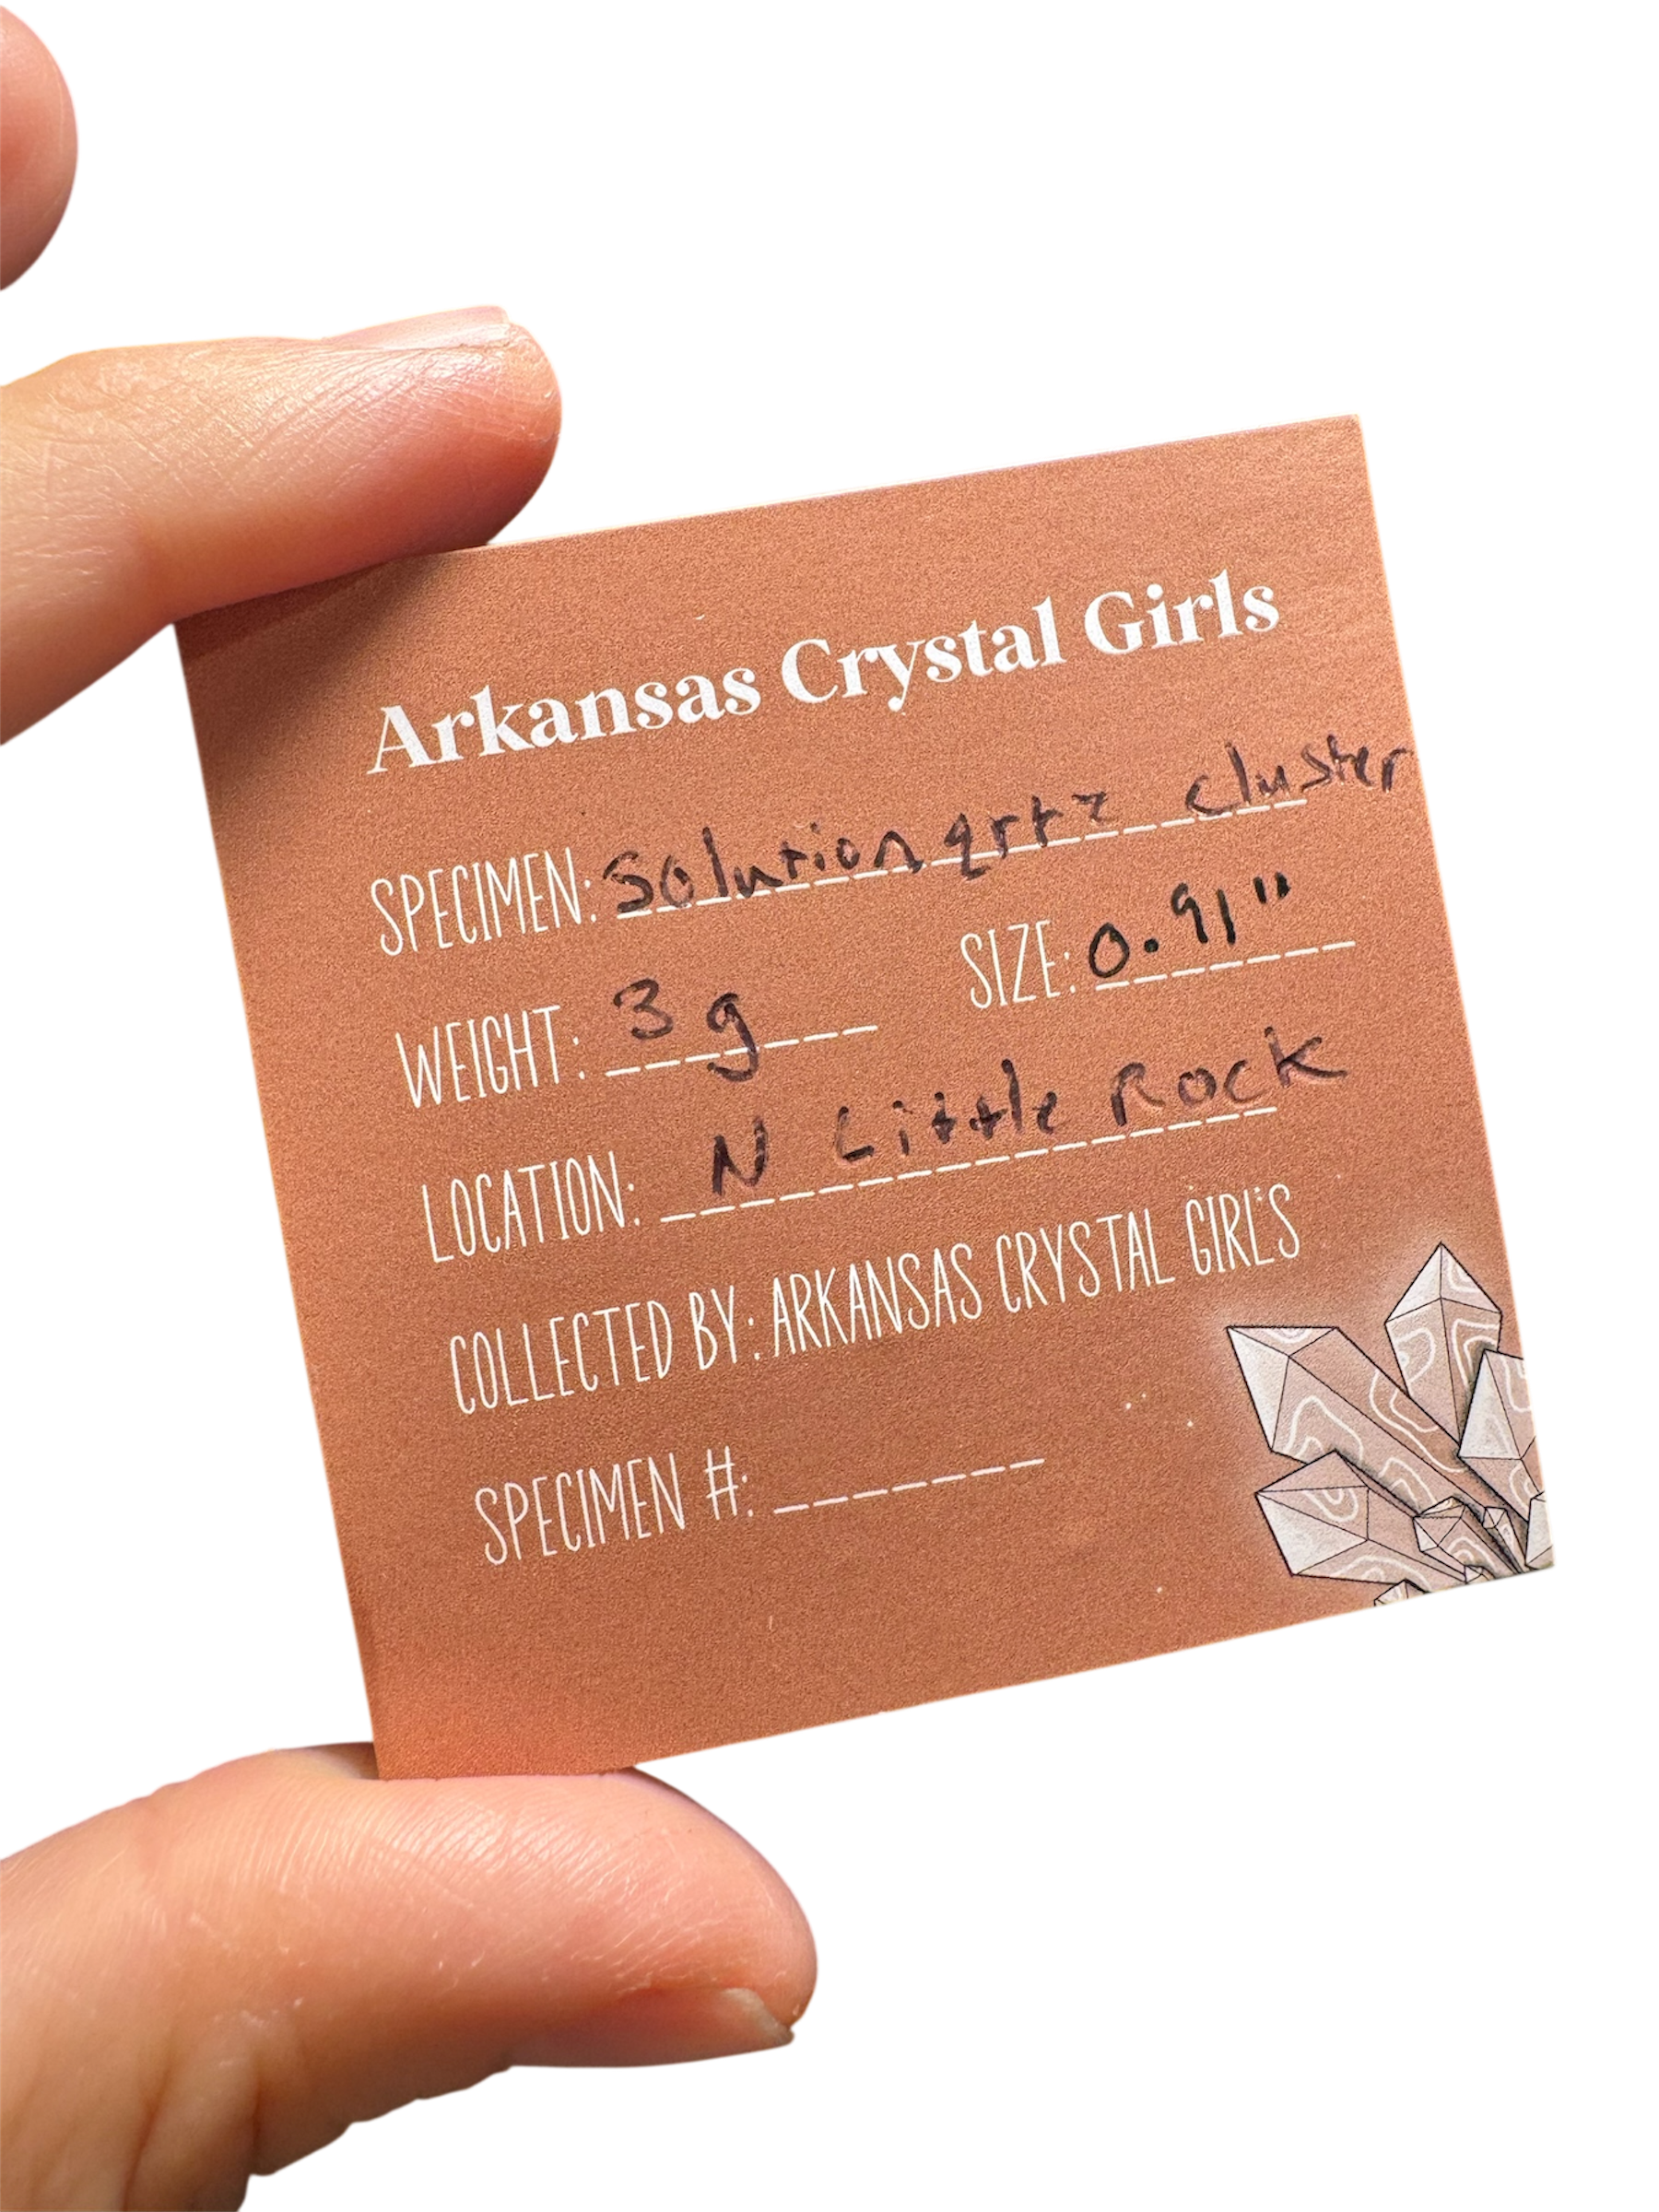 Arkansas Crystal Girls
SPECIMEN: Solution qrtz cluster
WEIGHT: 3g SIZE: 0.91"
LOCATION: N Little Rock
COLLECTED BY: ARKANSAS CRYSTAL GIRLS
SPECIMEN #: